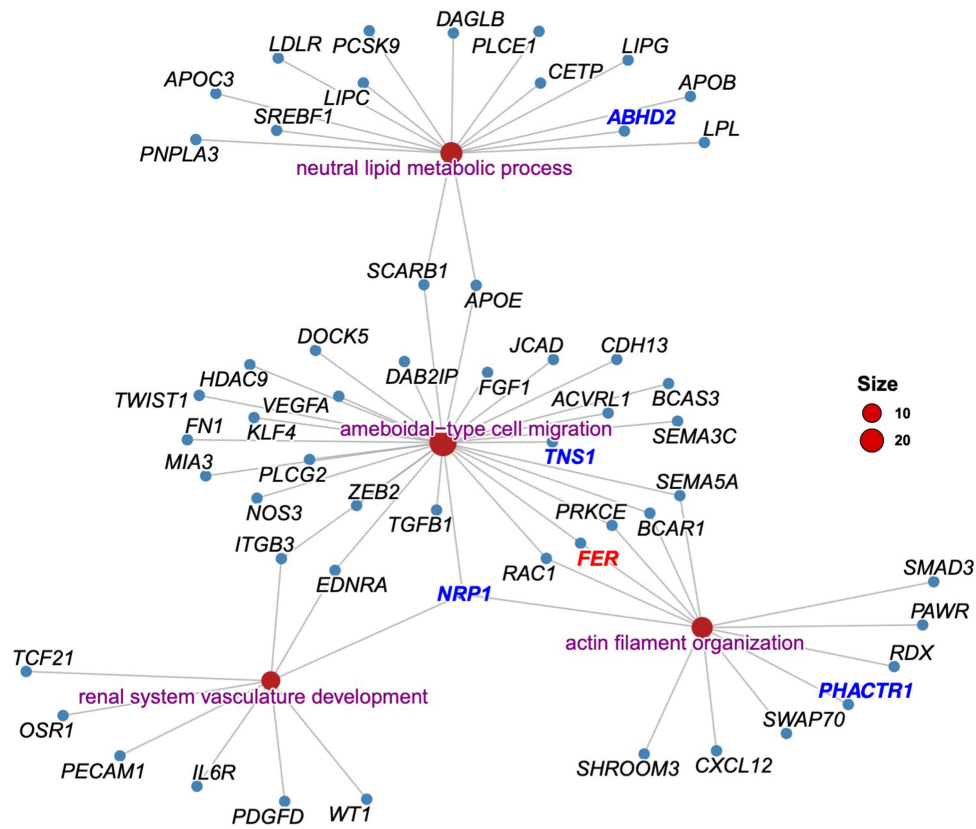 DAGLB
LDLR
PCSK9
PLCE1
LIPG
APOC3
CETP
APOB
LIPC
SREBF1
ABHD2
LPL
PNPLA3
neutral lipid metabolic process
SCARB1
APOE
DOCK5
JCAD
CDH13
HDAC9
DAB2IP
FGF1
TWIST1
VEGFA
ACVRL1
BCAS3
FN1
KLF4
ameboidal−type cell migration
SEMA3C
MIA3
PLCG2
TNS1
Size
10
20
NOS3
ZEB2
TGFB1
SEMA5A
PRKCE
BCAR1
ITGB3
EDNRA
NRP1
RAC1
FER
SMAD3
PAWR
actin filament organization
RDX
TCF21
renal system vasculature development
PHACTR1
OSR1
SWAP70
PECAM1
IL6R
SHROOM3
CXCL12
PDGFD
WT1